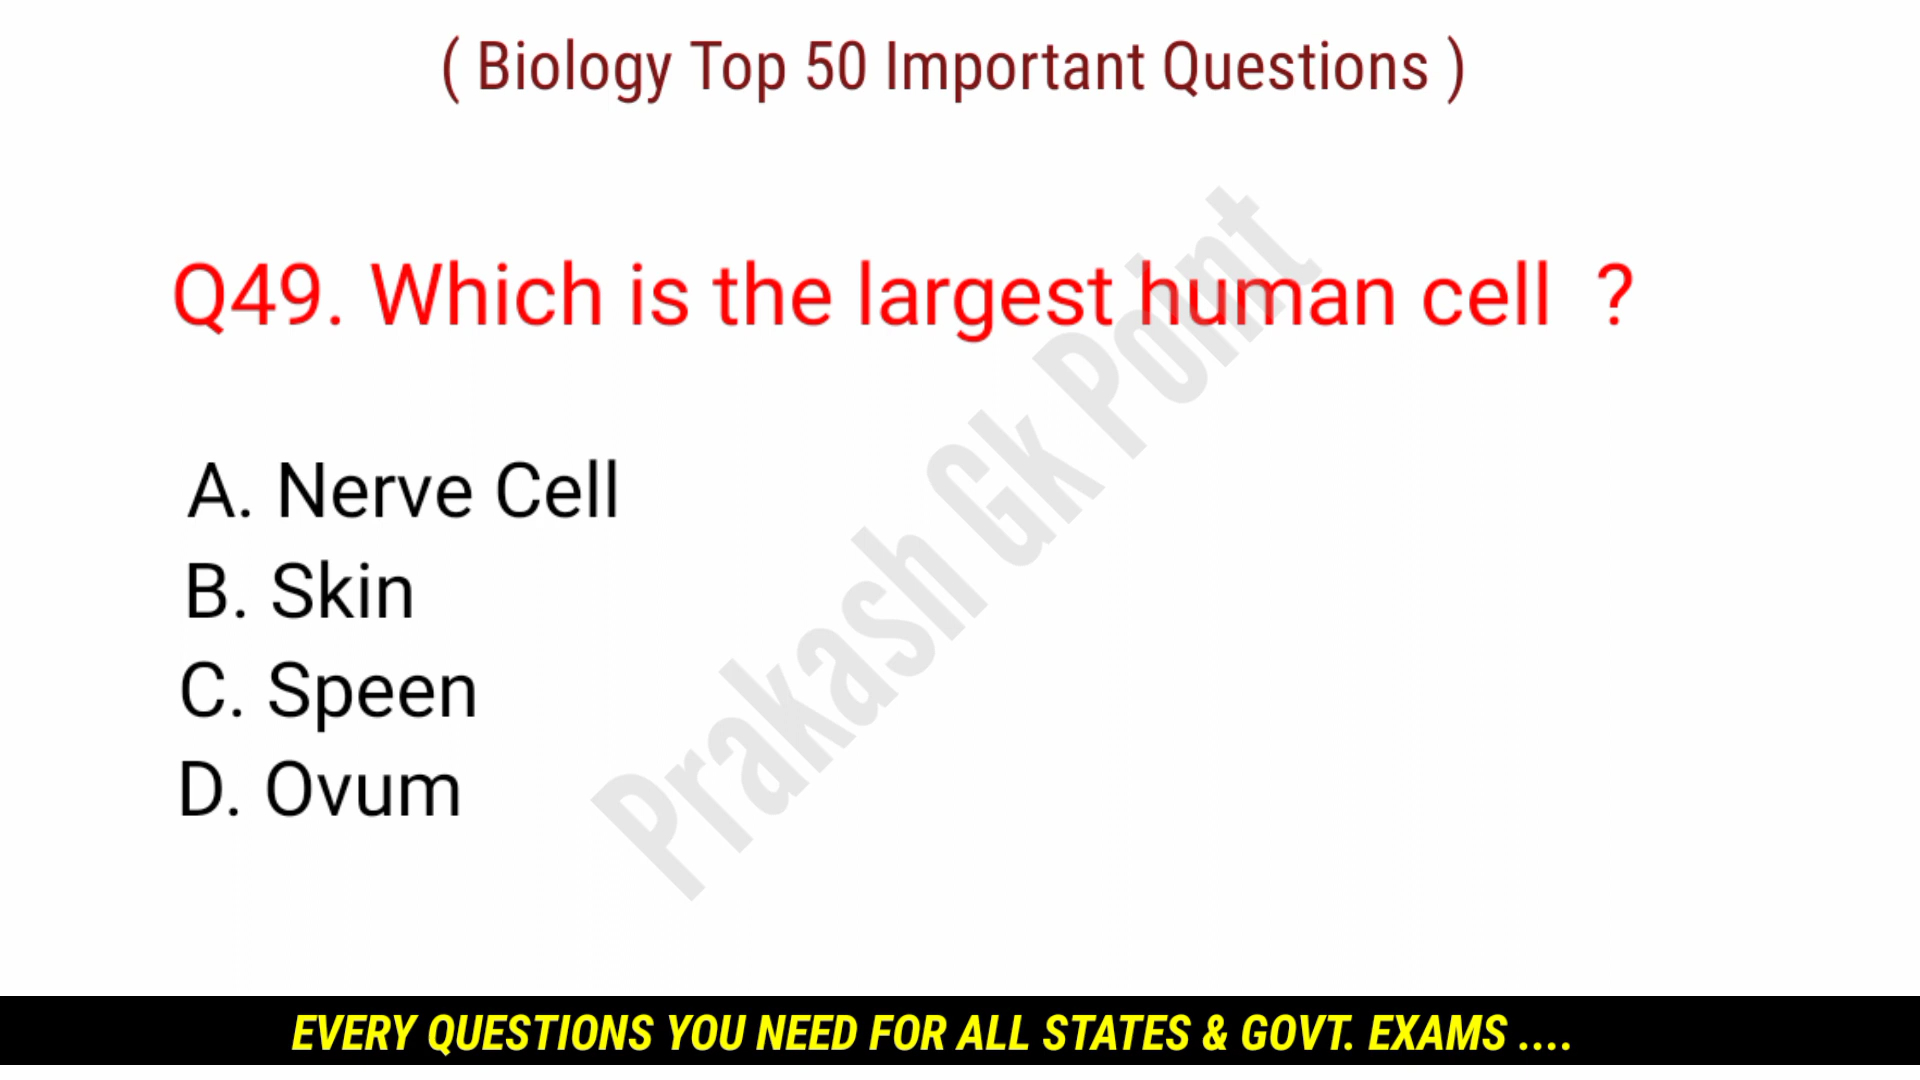 ( Biology Top 50 Important Questions )
Q49. Which is the largest human cell ?
A. Nerve Cell
B. Skin
C. Speen
D. Ovum
Prakash Gk Point
EVERY QUESTIONS YOU NEED FOR ALL STATES & GOVT. EXAMS ....